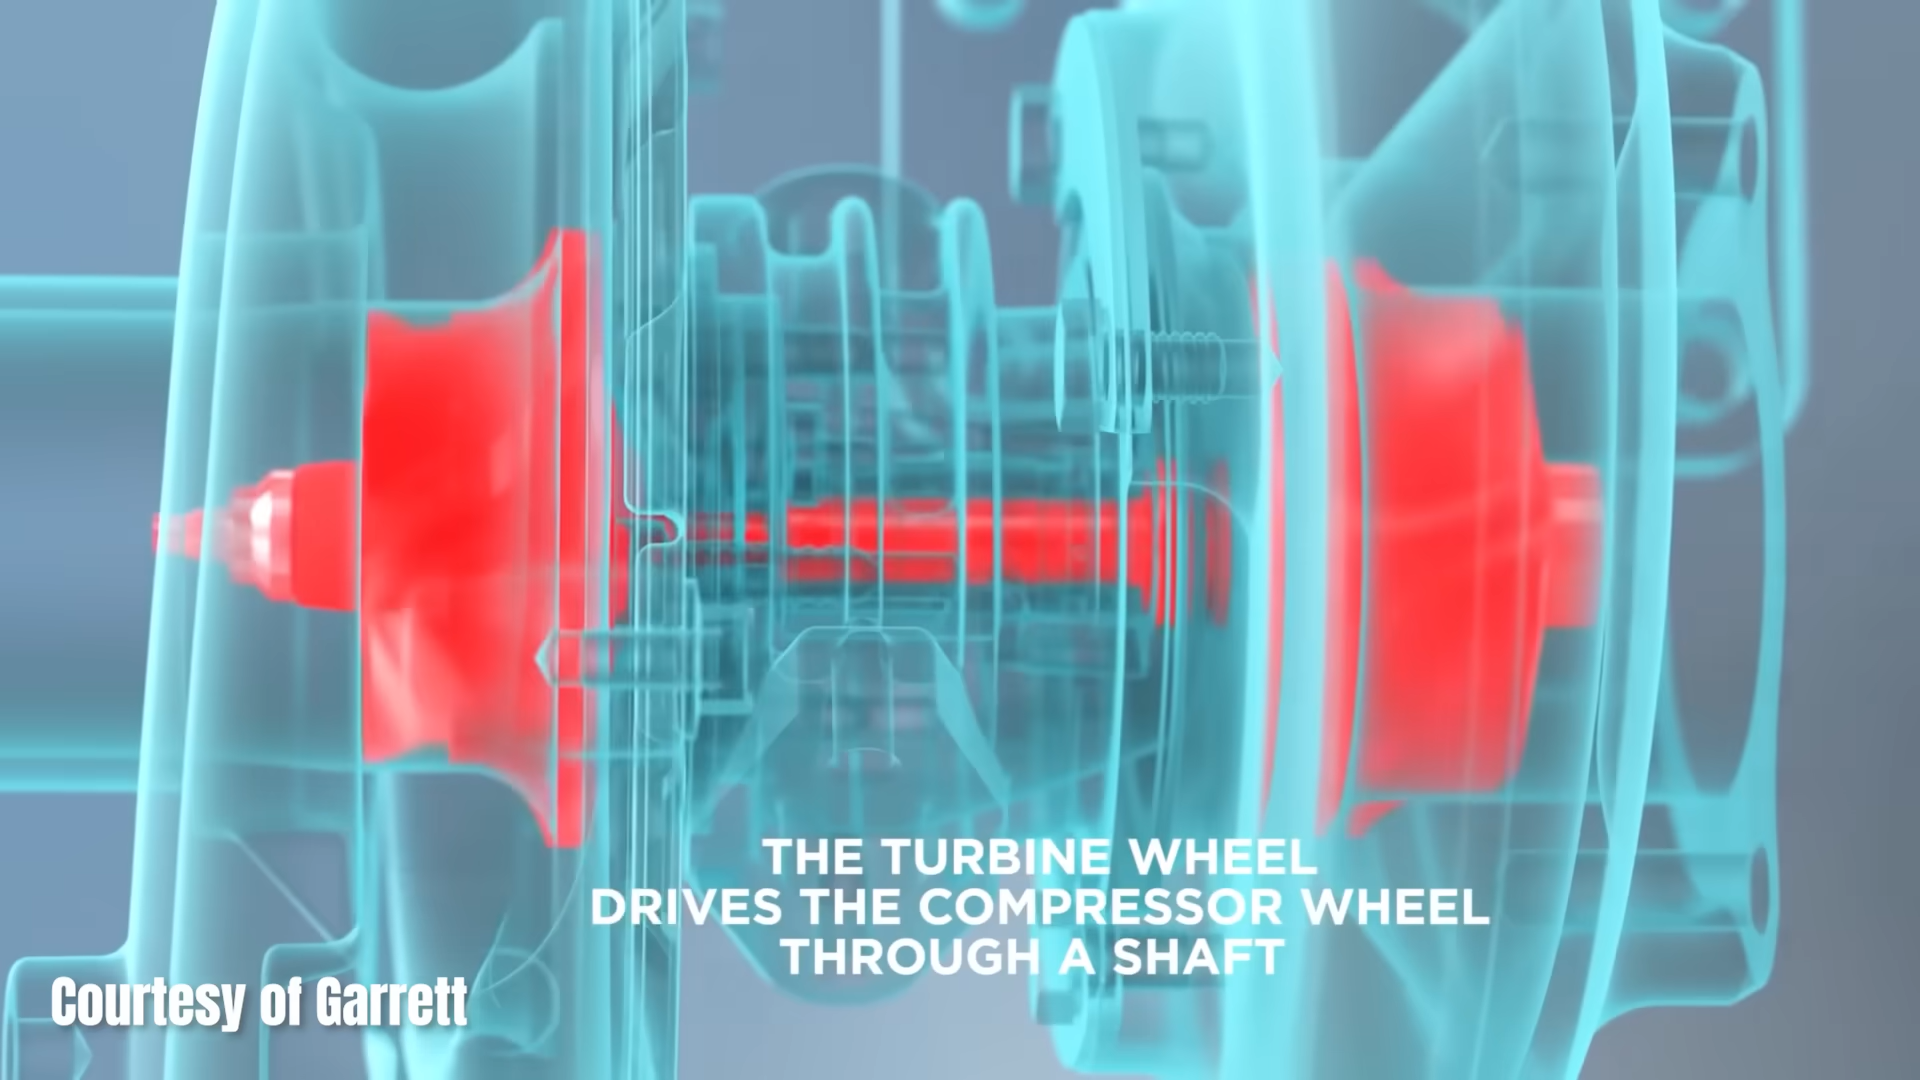 THE TURBINE WHEEL
DRIVES THE COMPRESSOR WHEEL
THROUGH A SHAFT
Courtesy of Garrett